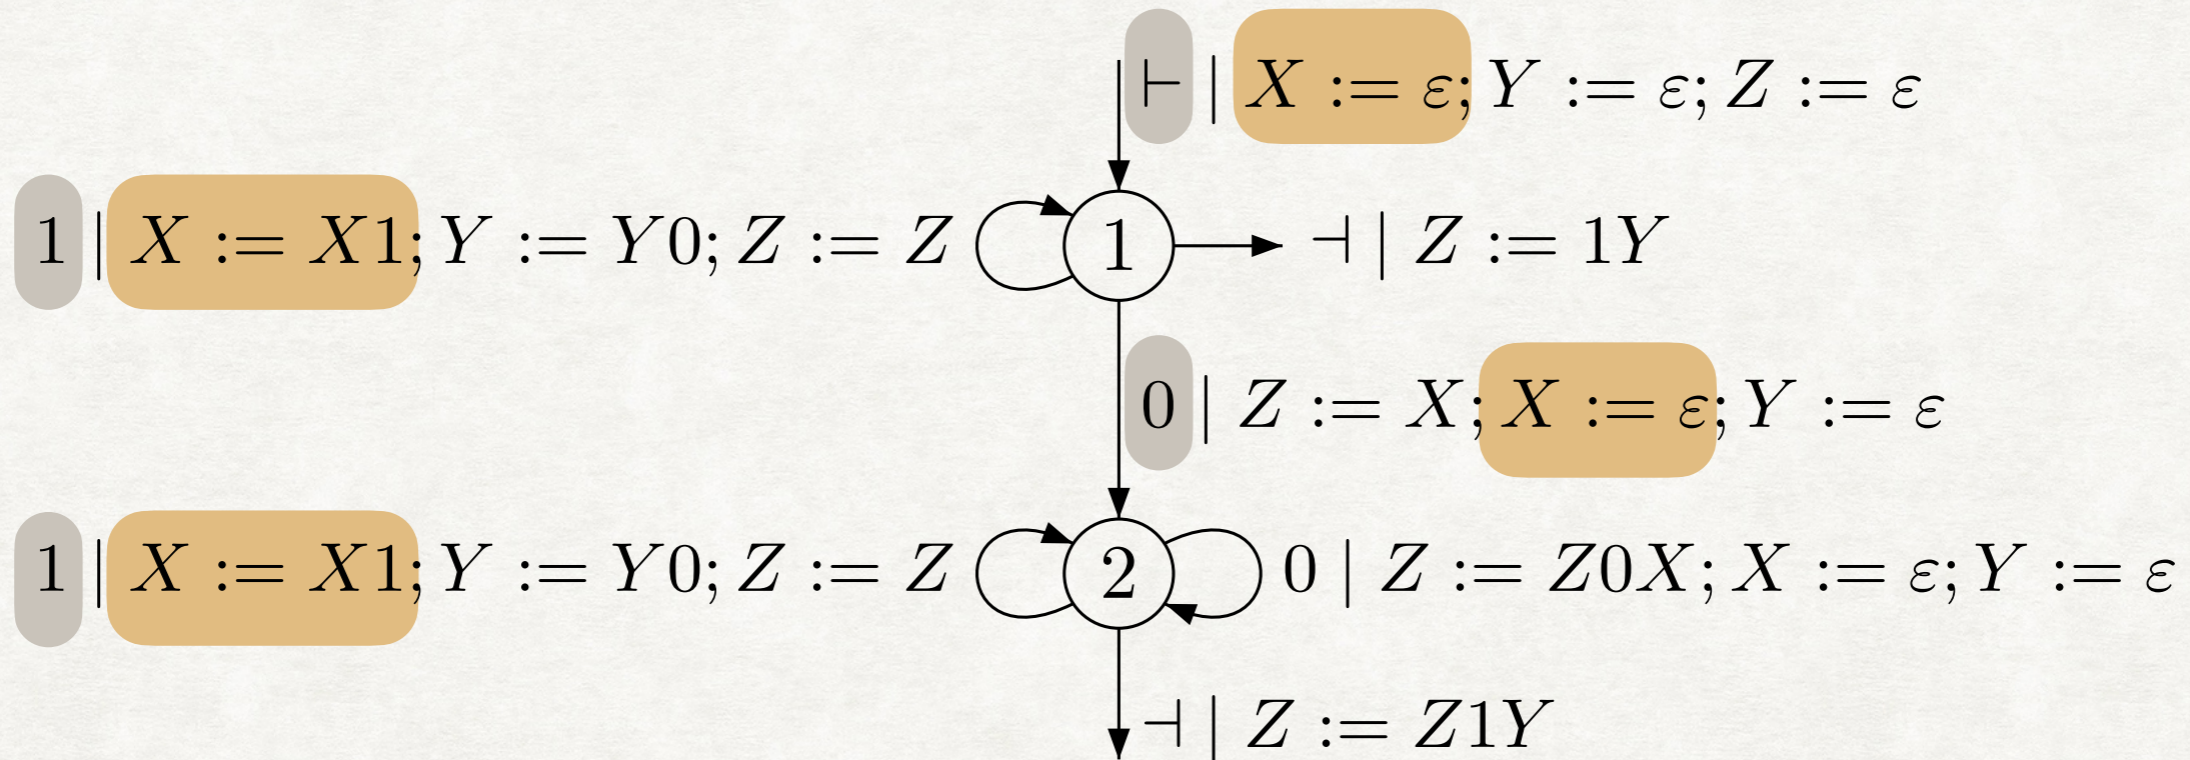 ⊢ | X := ε; Y := ε; Z := ε
1 | X := X1; Y := Y0; Z := Z
1
⊣ | Z := 1Y
0 | Z := X; X := ε; Y := ε
1 | X := X1; Y := Y0; Z := Z
2
0 | Z := Z0X; X := ε; Y := ε
⊣ | Z := Z1Y